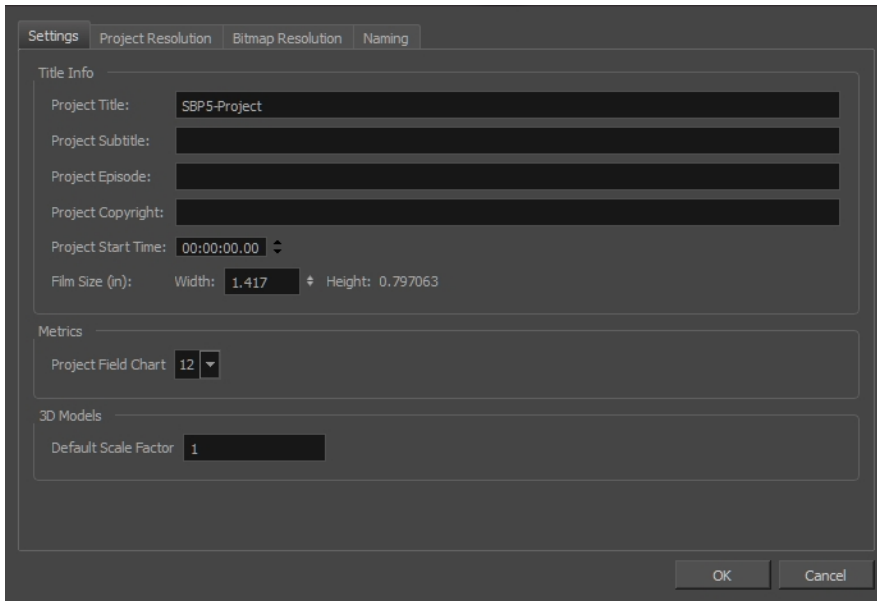 Settings Project Resolution Bitmap Resolution Naming
Title Info
Project Title: SBP5-Project
Project Subtitle:
Project Episode:
Project Copyright:
Project Start Time: 00:00:00.00
Film Size (in): Width: 1.417 Height: 0.797063
Metrics
Project Field Chart 12
3D Models
Default Scale Factor 1
OK Cancel